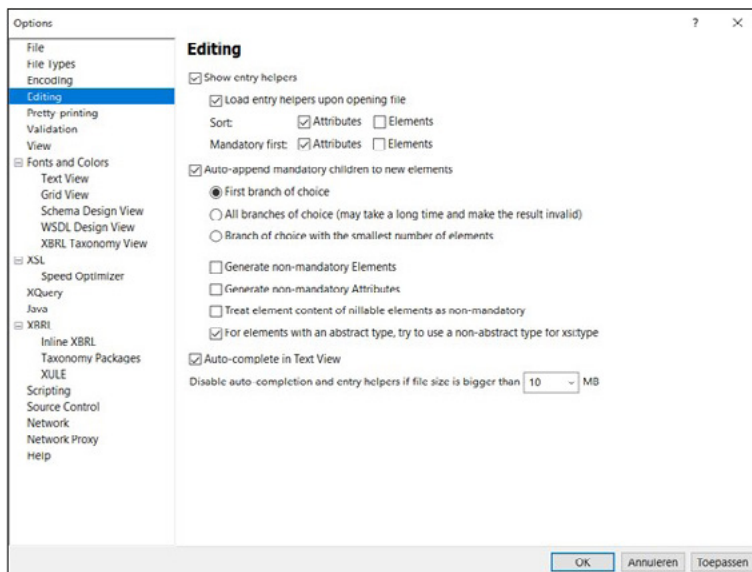 Options
?
File
File Types
Encoding
Editing
Pretty-printing
Validation
View
Fonts and Colors
Text View
Grid View
Schema Design View
WSDL Design View
XBRL Taxonomy View
XSL
Speed Optimizer
XQuery
Java
XBRL
Inline XBRL
Taxonomy Packages
XULE
Scripting
Source Control
Network
Network Proxy
Help
Editing
Show entry helpers
Load entry helpers upon opening file
Sort: Attributes Elements
Mandatory first: Attributes Elements
Auto-append mandatory children to new elements
First branch of choice
All branches of choice (may take a long time and make the result invalid)
Branch of choice with the smallest number of elements
Generate non-mandatory Elements
Generate non-mandatory Attributes
Treat element content of nillable elements as non-mandatory
For elements with an abstract type, try to use a non-abstract type for xsi:type
Auto-complete in Text View
Disable auto-completion and entry helpers if file size is bigger than 10 MB
OK Annuleren Toepassen